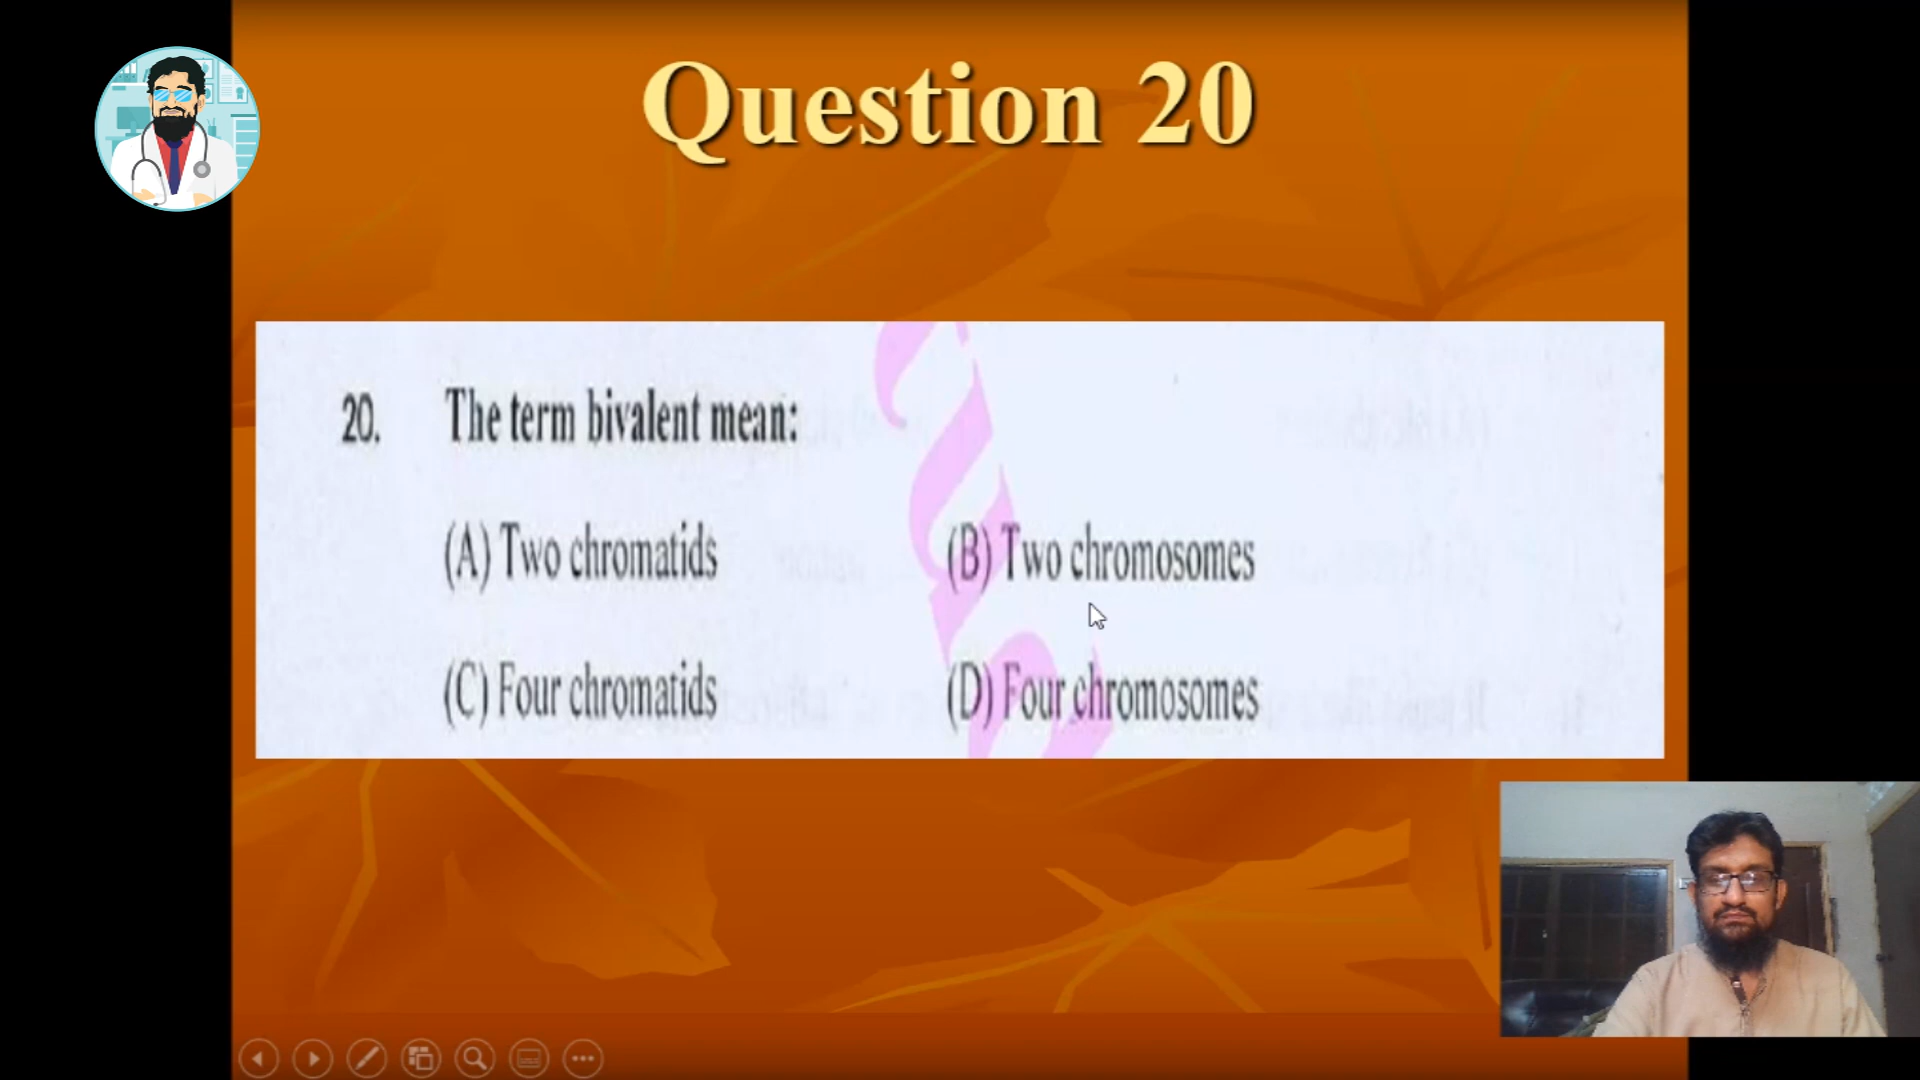 Question 20
20. The term bivalent mean:
(A) Two chromatids (B) Two chromosomes
(C) Four chromatids (D) Four chromosomes